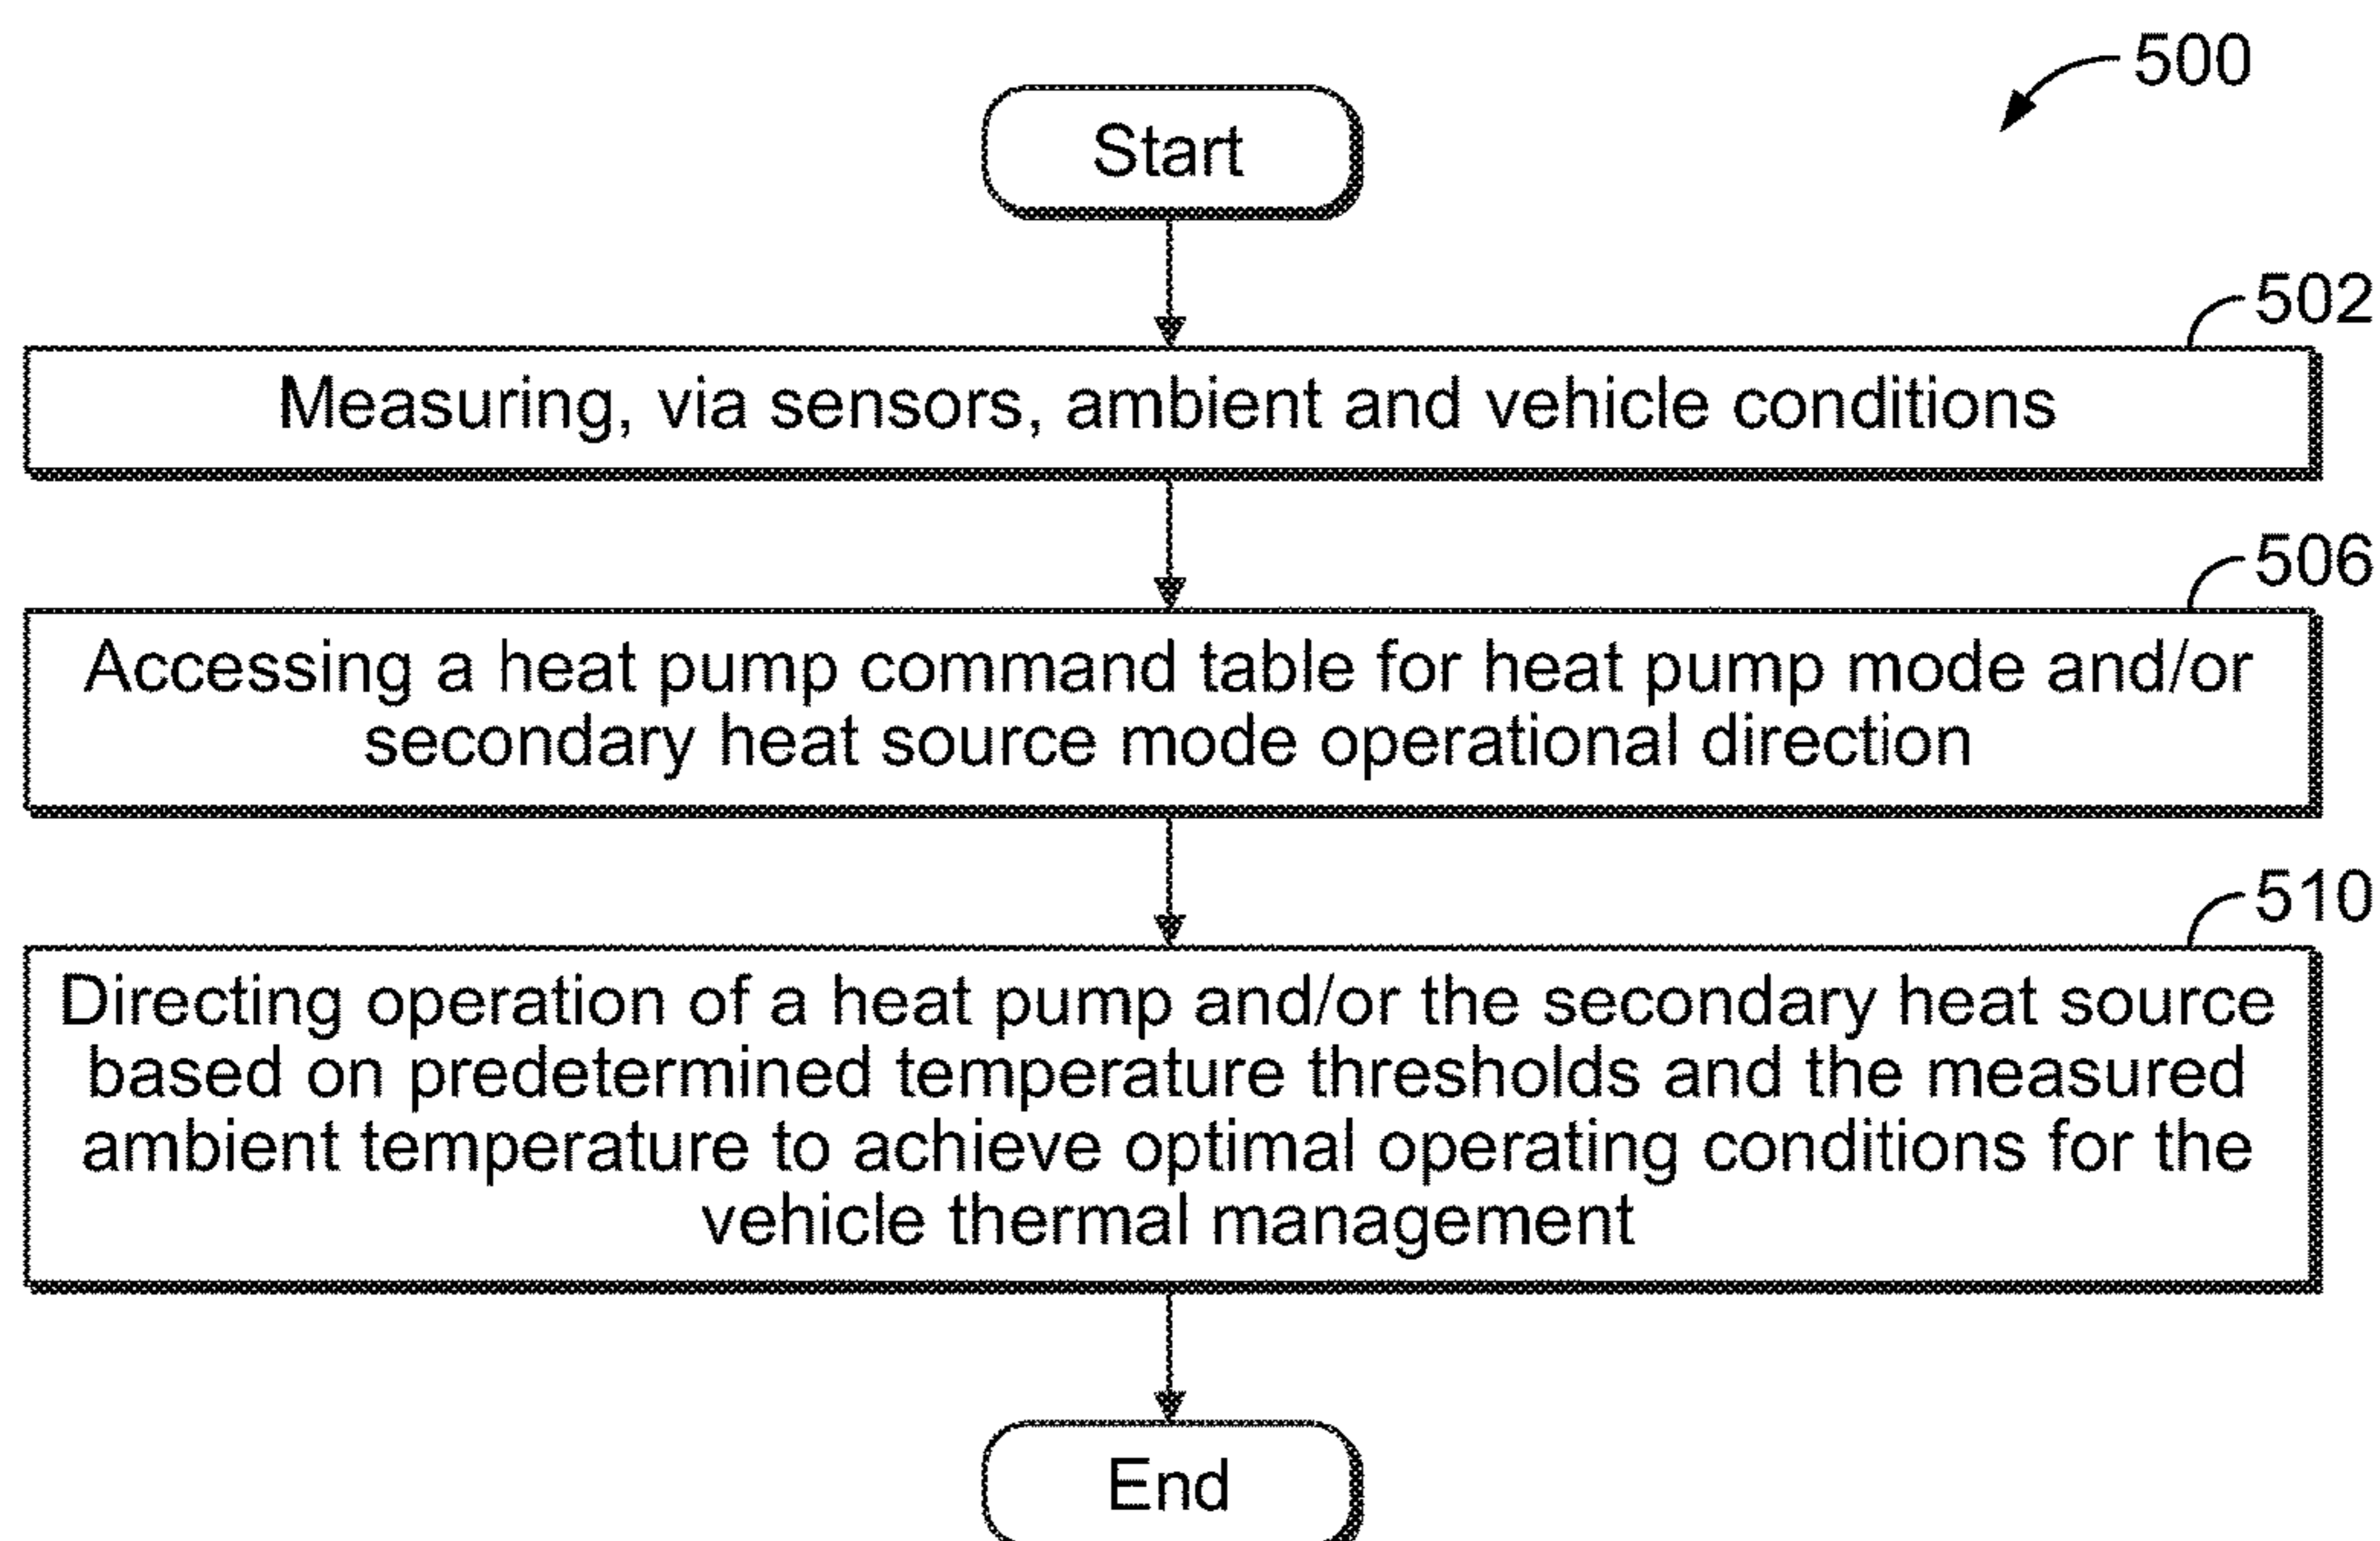 500
Start
502
Measuring, via sensors, ambient and vehicle conditions
506
Accessing a heat pump command table for heat pump mode and/or
secondary heat source mode operational direction
510
Directing operation of a heat pump and/or the secondary heat source
based on predetermined temperature thresholds and the measured
ambient temperature to achieve optimal operating conditions for the
vehicle thermal management
End